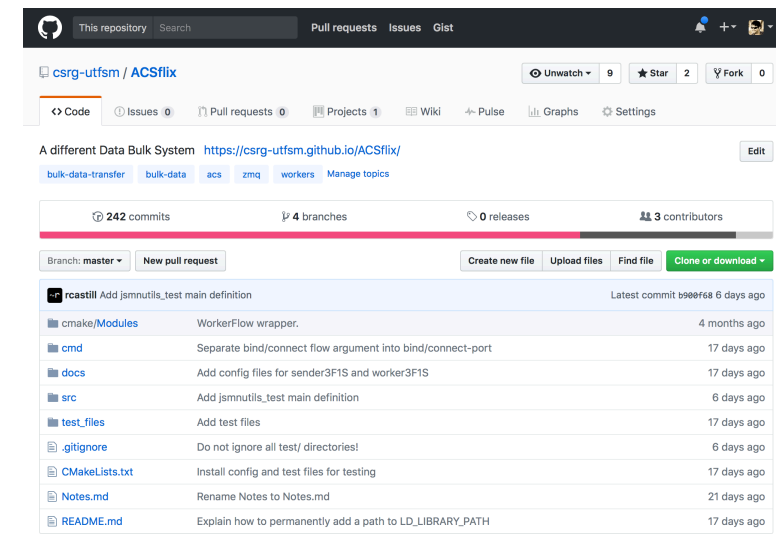 This repository Search Pull requests Issues Gist
csrg-utfsm / ACSflix Unwatch 9 Star 2 Fork 0
Code Issues 0 Pull requests 0 Projects 1 Wiki Pulse Graphs Settings
A different Data Bulk System https://csrg-utfsm.github.io/ACSflix/ Edit
bulk-data-transfer bulk-data acs zmq workers Manage topics
242 commits 4 branches 0 releases 3 contributors
Branch: master New pull request Create new file Upload files Find file Clone or download
rcastill Add jsmnutils_test main definition Latest commit b900f68 6 days ago
cmake/Modules WorkerFlow wrapper. 4 months ago
cmd Separate bind/connect flow argument into bind/connect-port 17 days ago
docs Add config files for sender3F1S and worker3F1S 17 days ago
src Add jsmnutils_test main definition 6 days ago
test_files Add test files 17 days ago
.gitignore Do not ignore all test/ directories! 6 days ago
CMakeLists.txt Install config and test files for testing 17 days ago
Notes.md Rename Notes to Notes.md 21 days ago
README.md Explain how to permanently add a path to LD_LIBRARY_PATH 17 days ago